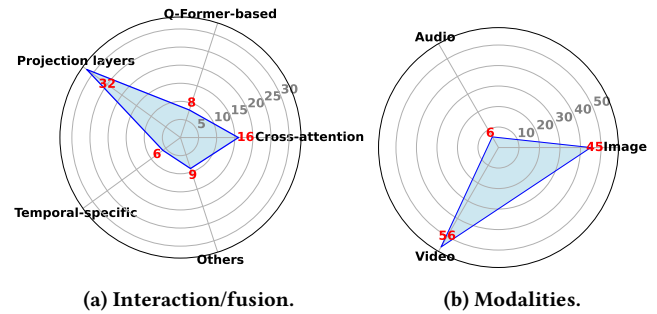 Q-Former-based
Projection layers
32
8
5 10 15 20 25 30
16 Cross-attention
6
9
Temporal-specific
Others
(a) Interaction/fusion.
Audio
6
10 20 30 40 50
45 Image
56
Video
(b) Modalities.